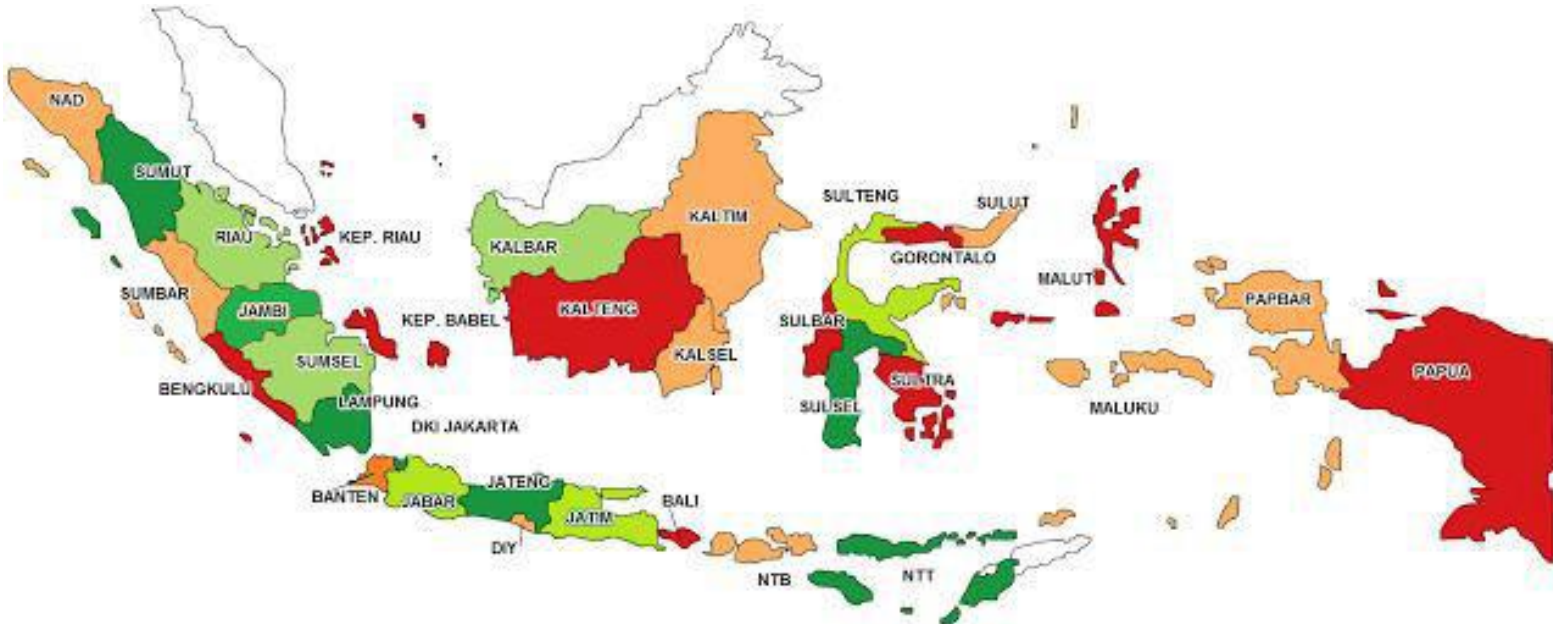 NAD
SUMUT
RIAU
KEP. RIAU
SUMBAR
JAMBI
SUMSEL
BENGKULU
LAMPUNG
KEP. BABEL
DKI JAKARTA
BANTEN
JABAR
JATENG
DIY
JATIM
BALI
NTB
NTT
KALBAR
KALTENG
KALTIM
KALSEL
SULTENG
SULUT
GORONTALO
SULBAR
SULSEL
SULTRA
MALUT
MALUKU
PAPBAR
PAPUA